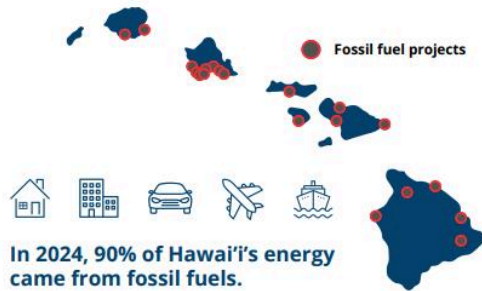 Fossil fuel projects
In 2024, 90% of Hawai’i’s energy
came from fossil fuels.